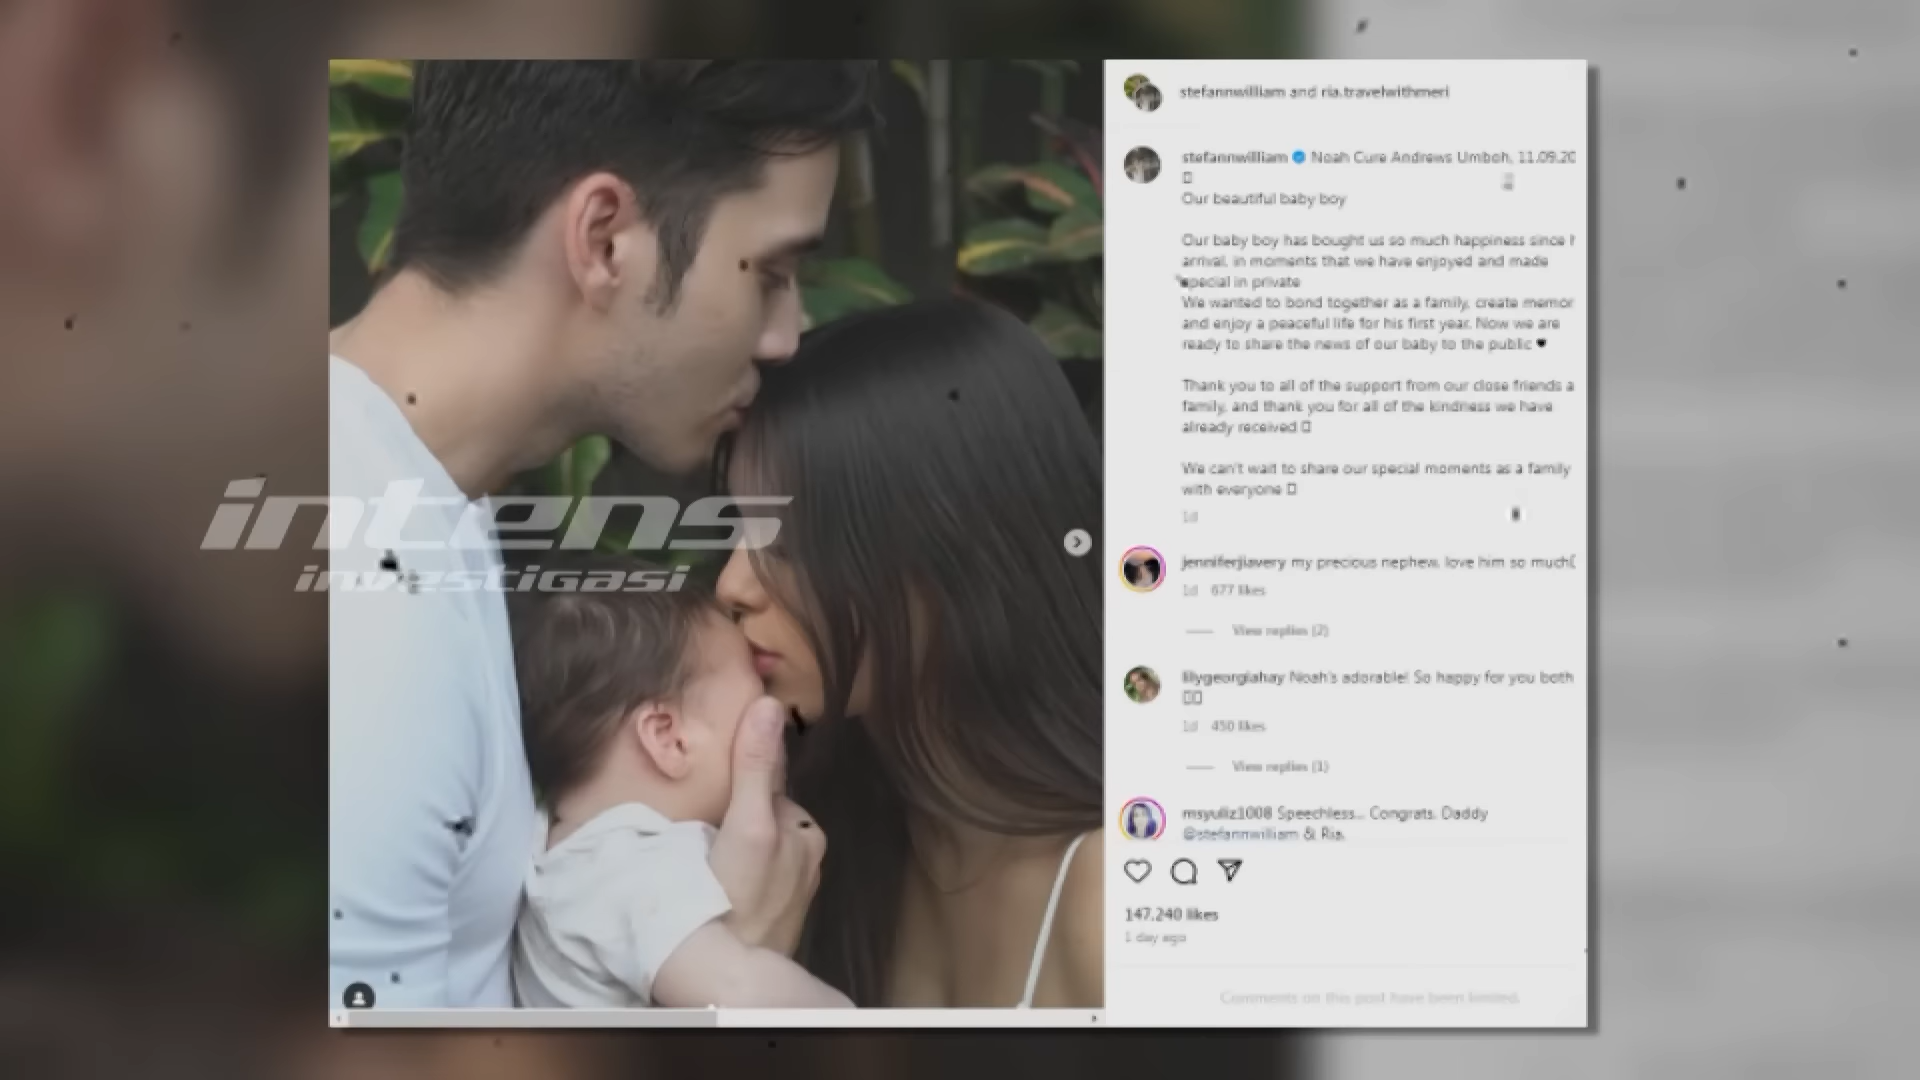 stefannwilliam and ria.travelwithmeri
stefannwilliam Noah Cure Andrews Umboh, 11.09.20
Our beautiful baby boy
Our baby boy has bought us so much happiness since h
arrival, in moments that we have enjoyed and made
special in private
We wanted to bond together as a family, create memor
and enjoy a peaceful life for his first year. Now we are
ready to share the news of our baby to the public ♥
Thank you to all of the support from our close friends a
family, and thank you for all of the kindness we have
already received
We can't wait to share our special moments as a family
with everyone
1d
jenniferjiawery my precious nephew, love him so much
1d 677 likes
View replies (2)
lilygeorgiahay Noah's adorable! So happy for you both
1d 450 likes
View replies (1)
msyuliz1008 Speechless... Congrats. Daddy
@stefannwilliam & Ria.
147.240 likes
1 day ago
Comments on this post have been limited.
intens
investigasi